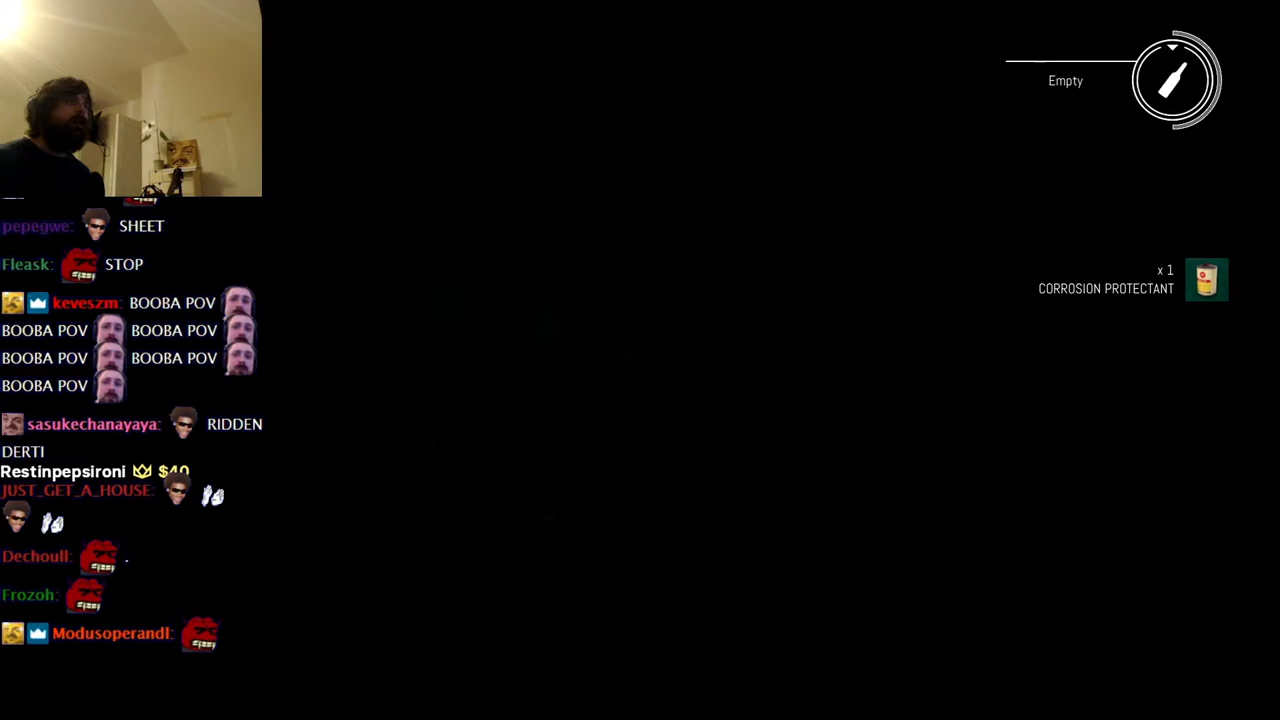 Empty
x 1
CORROSION PROTECTANT
pepegwe: SHEET
Fleask: STOP
keveszm: BOOBA POV
BOOBA POV BOOBA POV
BOOBA POV BOOBA POV
BOOBA POV
sasukechanayaya: RIDDEN
DERTI
Restinpepsironi $40
JUST_GET_A_HOUSE:
Dechoull: .
Frozoh:
Modusoperandl: